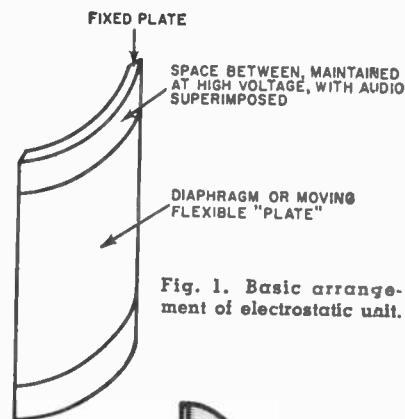 FIXED PLATE
SPACE BETWEEN, MAINTAINED
AT HIGH VOLTAGE, WITH AUDIO
SUPERIMPOSED
DIAPHRAGM OR MOVING
FLEXIBLE "PLATE"
Fig. 1. Basic arrange-
ment of electrostatic unit.